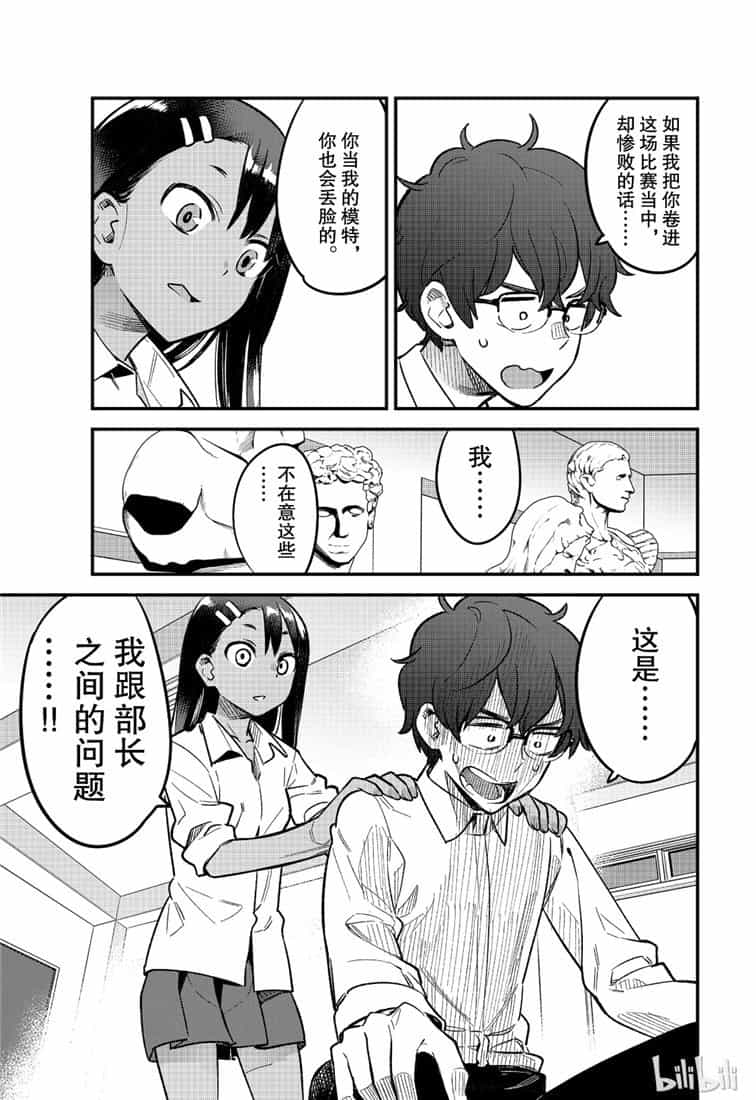 如果我把你卷进
这场比赛当中，
却惨败的话……
你当我的模特，
你也会丢脸的。
我……
不在意这些
……
这是……
我跟部长
之间的问题
……!!
bilibili